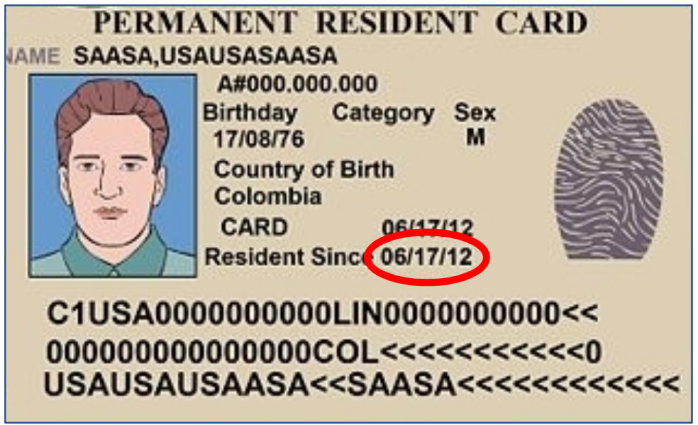 PERMANENT RESIDENT CARD
NAME SAASA,USAUSASAASA
A#000.000.000
Birthday Category Sex
17/08/76 M
Country of Birth
Colombia
CARD 06/17/12
Resident Since 06/17/12
C1USA0000000000LIN0000000000<<
000000000000000COL<<<<<<<<<<<0
USAUSAUSAASA<<SAASA<<<<<<<<<<<<<